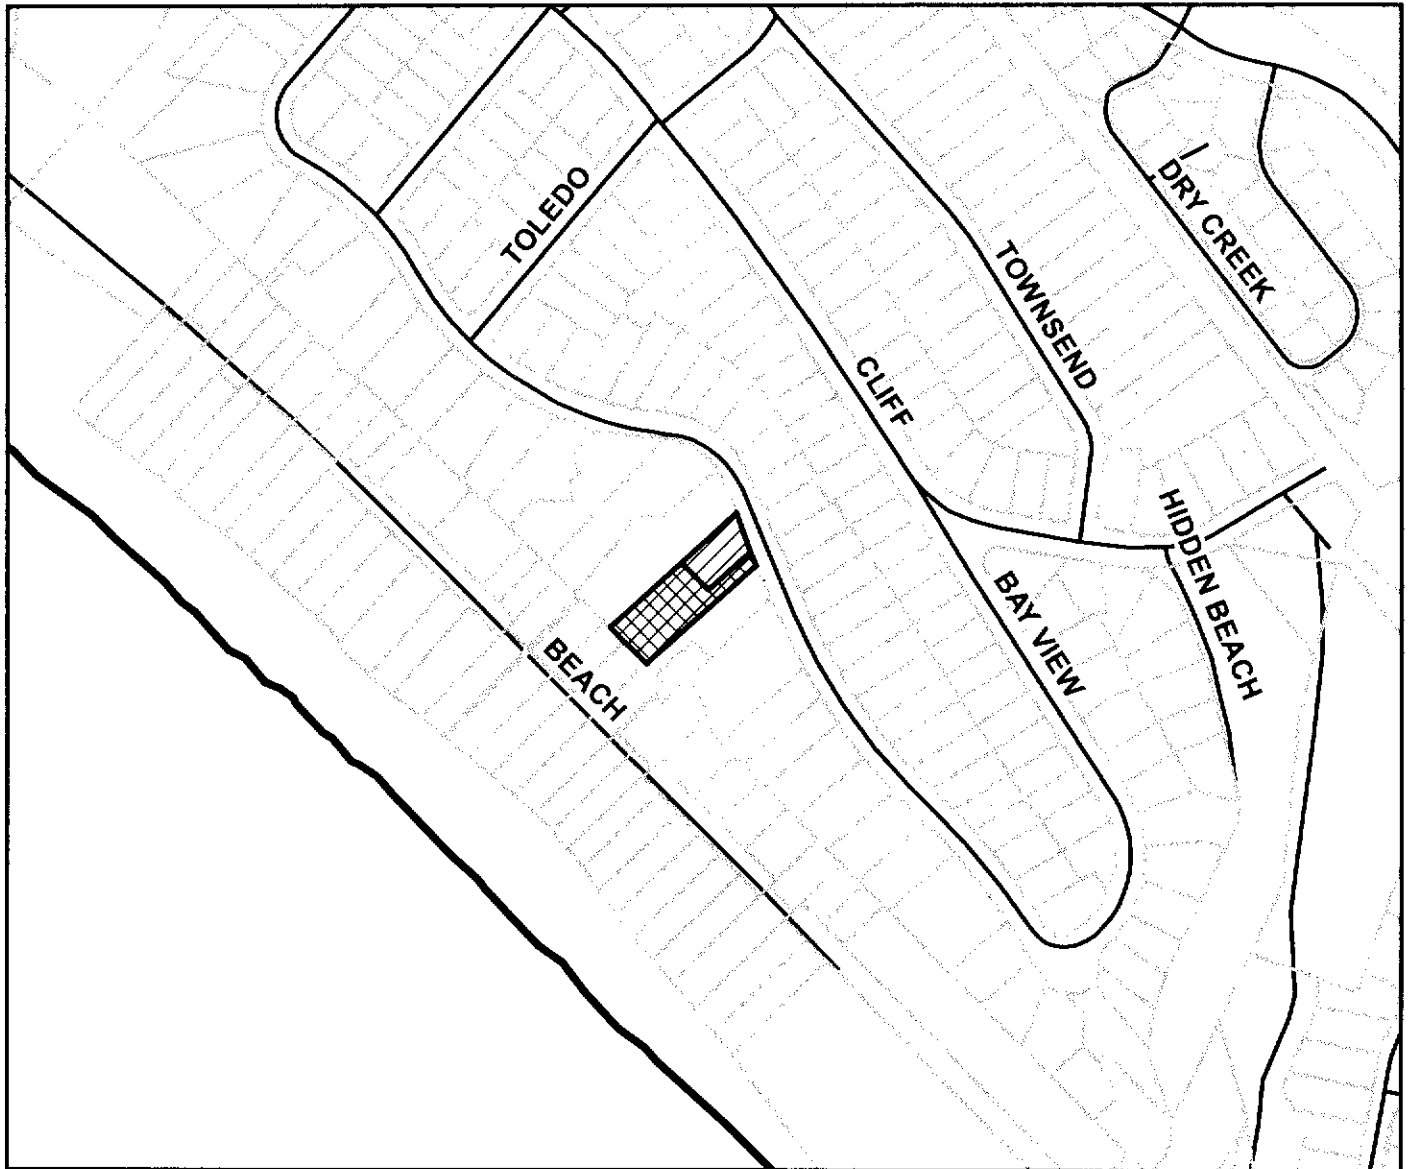 TOLEDO
DRY CREEK
TOWNSEND
CLIFF
HIDDEN BEACH
BAY VIEW
BEACH